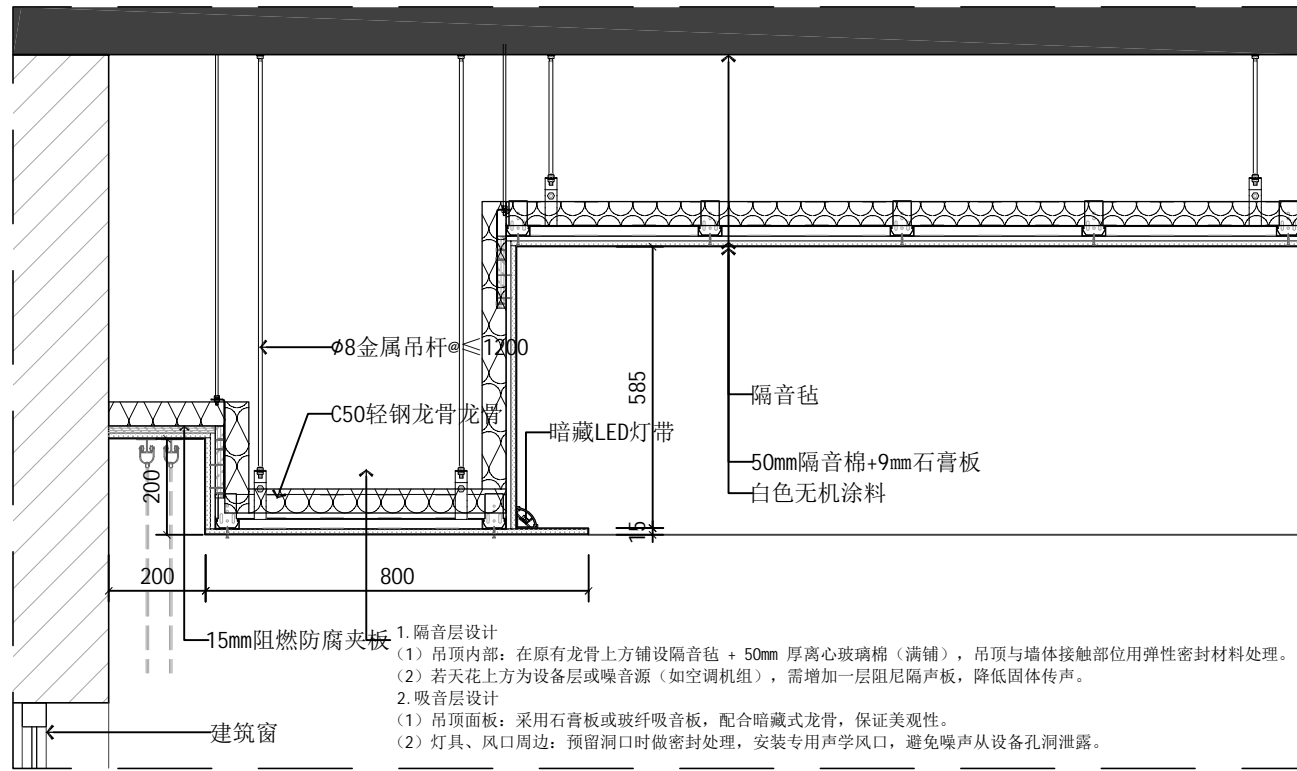 φ8金属吊杆@≤1200
C50轻钢龙骨龙骨
暗藏LED灯带
隔音毡
50mm隔音棉+9mm石膏板
白色无机涂料
585
15
200
200
800
15mm阻燃防腐夹板
建筑窗
1.隔音层设计
（1）吊顶内部：在原有龙骨上方铺设隔音毡 + 50mm 厚离心玻璃棉（满铺），吊顶与墙体接触部位用弹性密封材料处理。
（2）若天花上方为设备层或噪音源（如空调机组），需增加一层阻尼隔声板，降低固体传声。
2.吸音层设计
（1）吊顶面板：采用石膏板或玻纤吸音板，配合暗藏式龙骨，保证美观性。
（2）灯具、风口周边：预留洞口时做密封处理，安装专用声学风口，避免噪声从设备孔洞泄露。